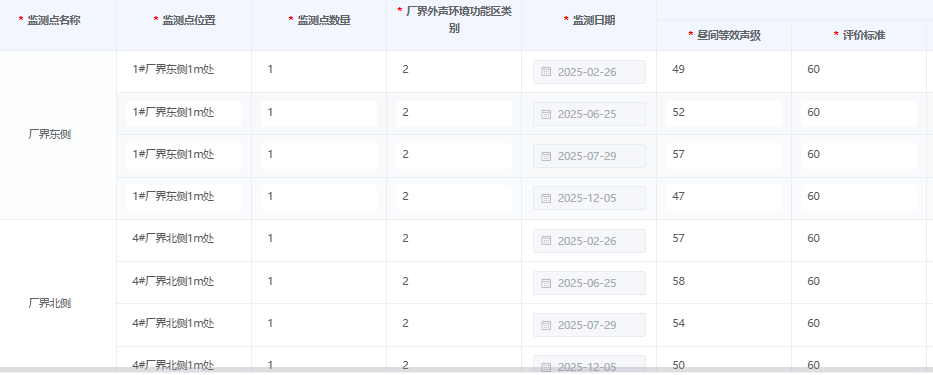 * 监测点名称 * 监测点位置 * 监测点数量 * 厂界外声环境功能区类别 * 监测日期
* 昼间等效声级 * 评价标准
厂界东侧
1#厂界东侧1m处 1 2 2025-02-26 49 60
1#厂界东侧1m处 1 2 2025-06-25 52 60
1#厂界东侧1m处 1 2 2025-07-29 57 60
1#厂界东侧1m处 1 2 2025-12-05 47 60
厂界北侧
4#厂界北侧1m处 1 2 2025-02-26 57 60
4#厂界北侧1m处 1 2 2025-06-25 58 60
4#厂界北侧1m处 1 2 2025-07-29 54 60
4#厂界北侧1m处 1 2 2025-12-05 50 60